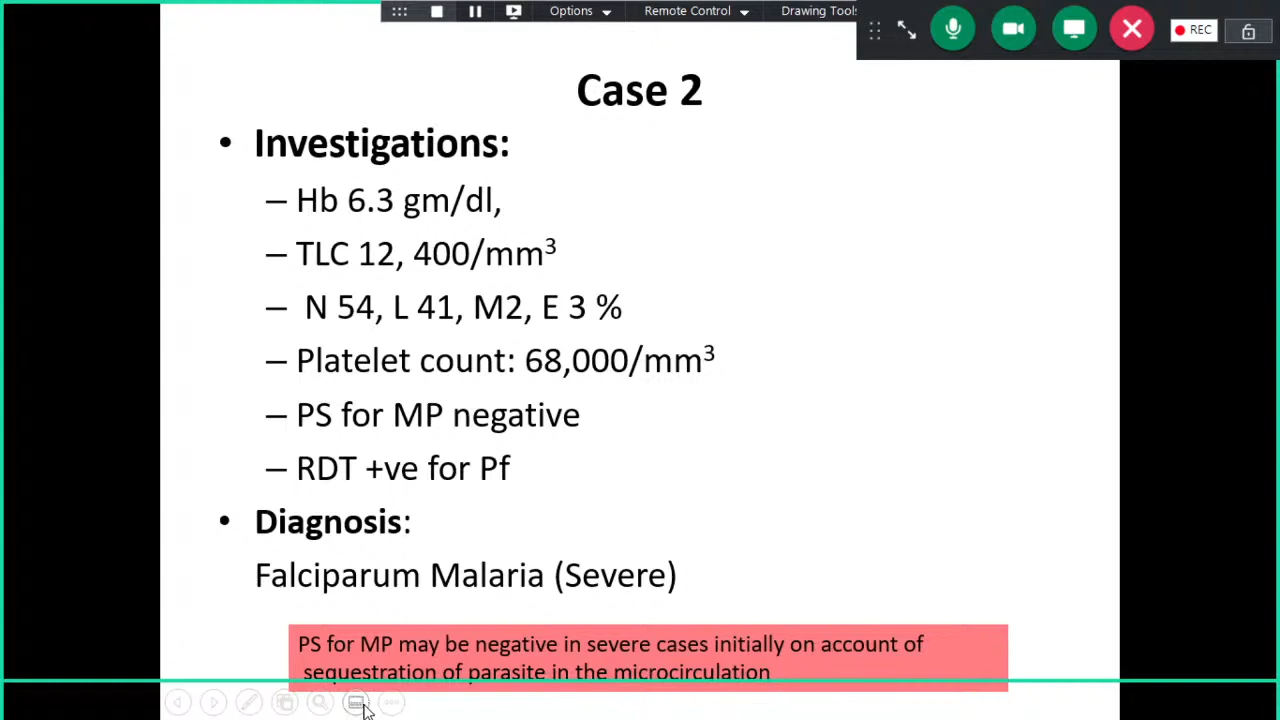 Options
Remote Control
Drawing Tools
REC
Case 2
• Investigations:
– Hb 6.3 gm/dl,
– TLC 12, 400/mm³
– N 54, L 41, M2, E 3 %
– Platelet count: 68,000/mm³
– PS for MP negative
– RDT +ve for Pf
• Diagnosis:
Falciparum Malaria (Severe)
PS for MP may be negative in severe cases initially on account of
sequestration of parasite in the microcirculation